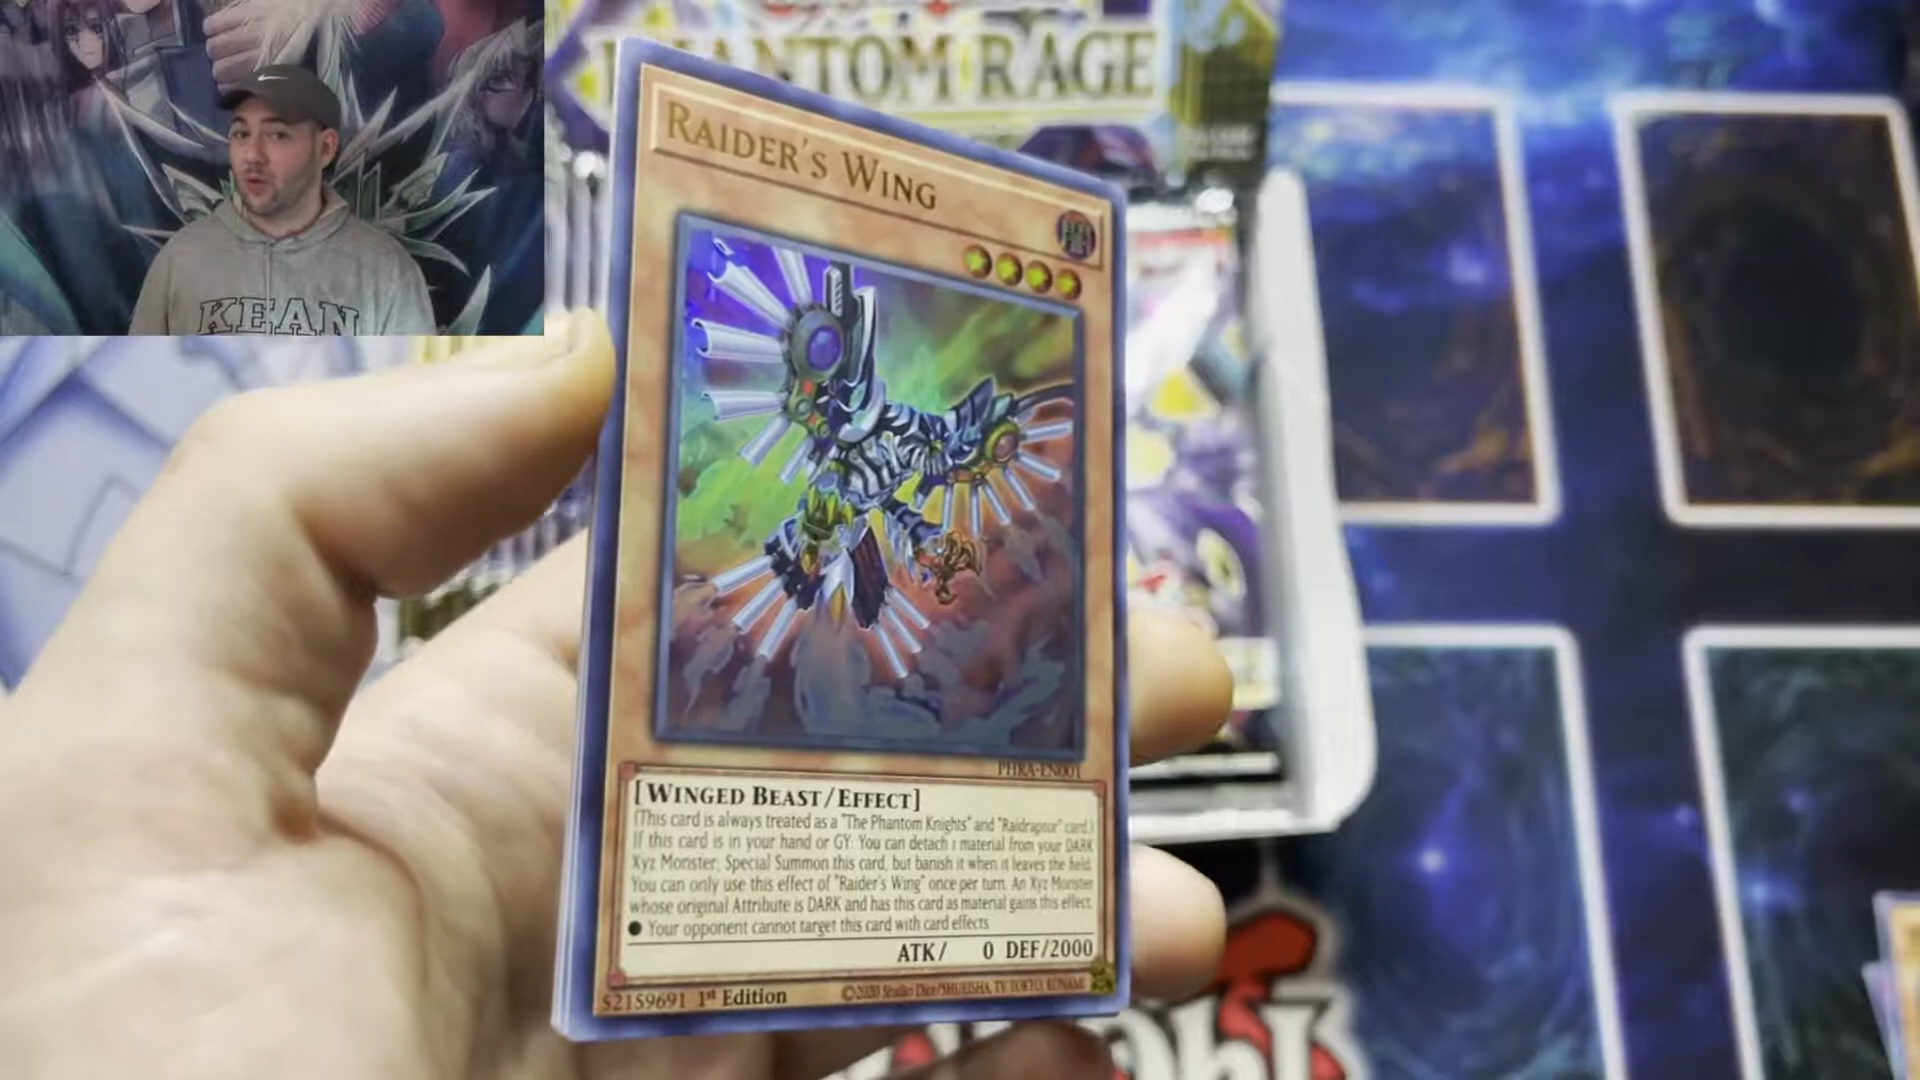 PHANTOM RAGE
RAIDER'S WING
KEAN
PHRA-EN001
[WINGED BEAST/EFFECT]
(This card is always treated as a "The Phantom Knights" and "Raidraptor" card.)
If this card is in your hand or GY: You can detach 1 material from your DARK
Xyz Monster; Special Summon this card, but banish it when it leaves the field.
You can only use this effect of "Raider's Wing" once per turn. An Xyz Monster
whose original Attribute is DARK and has this card as material gains this effect.
● Your opponent cannot target this card with card effects.
ATK/ 0 DEF/2000
52159691 1st Edition
©2020 Studio Dice/SHUEISHA, TV TOKYO, KONAMI